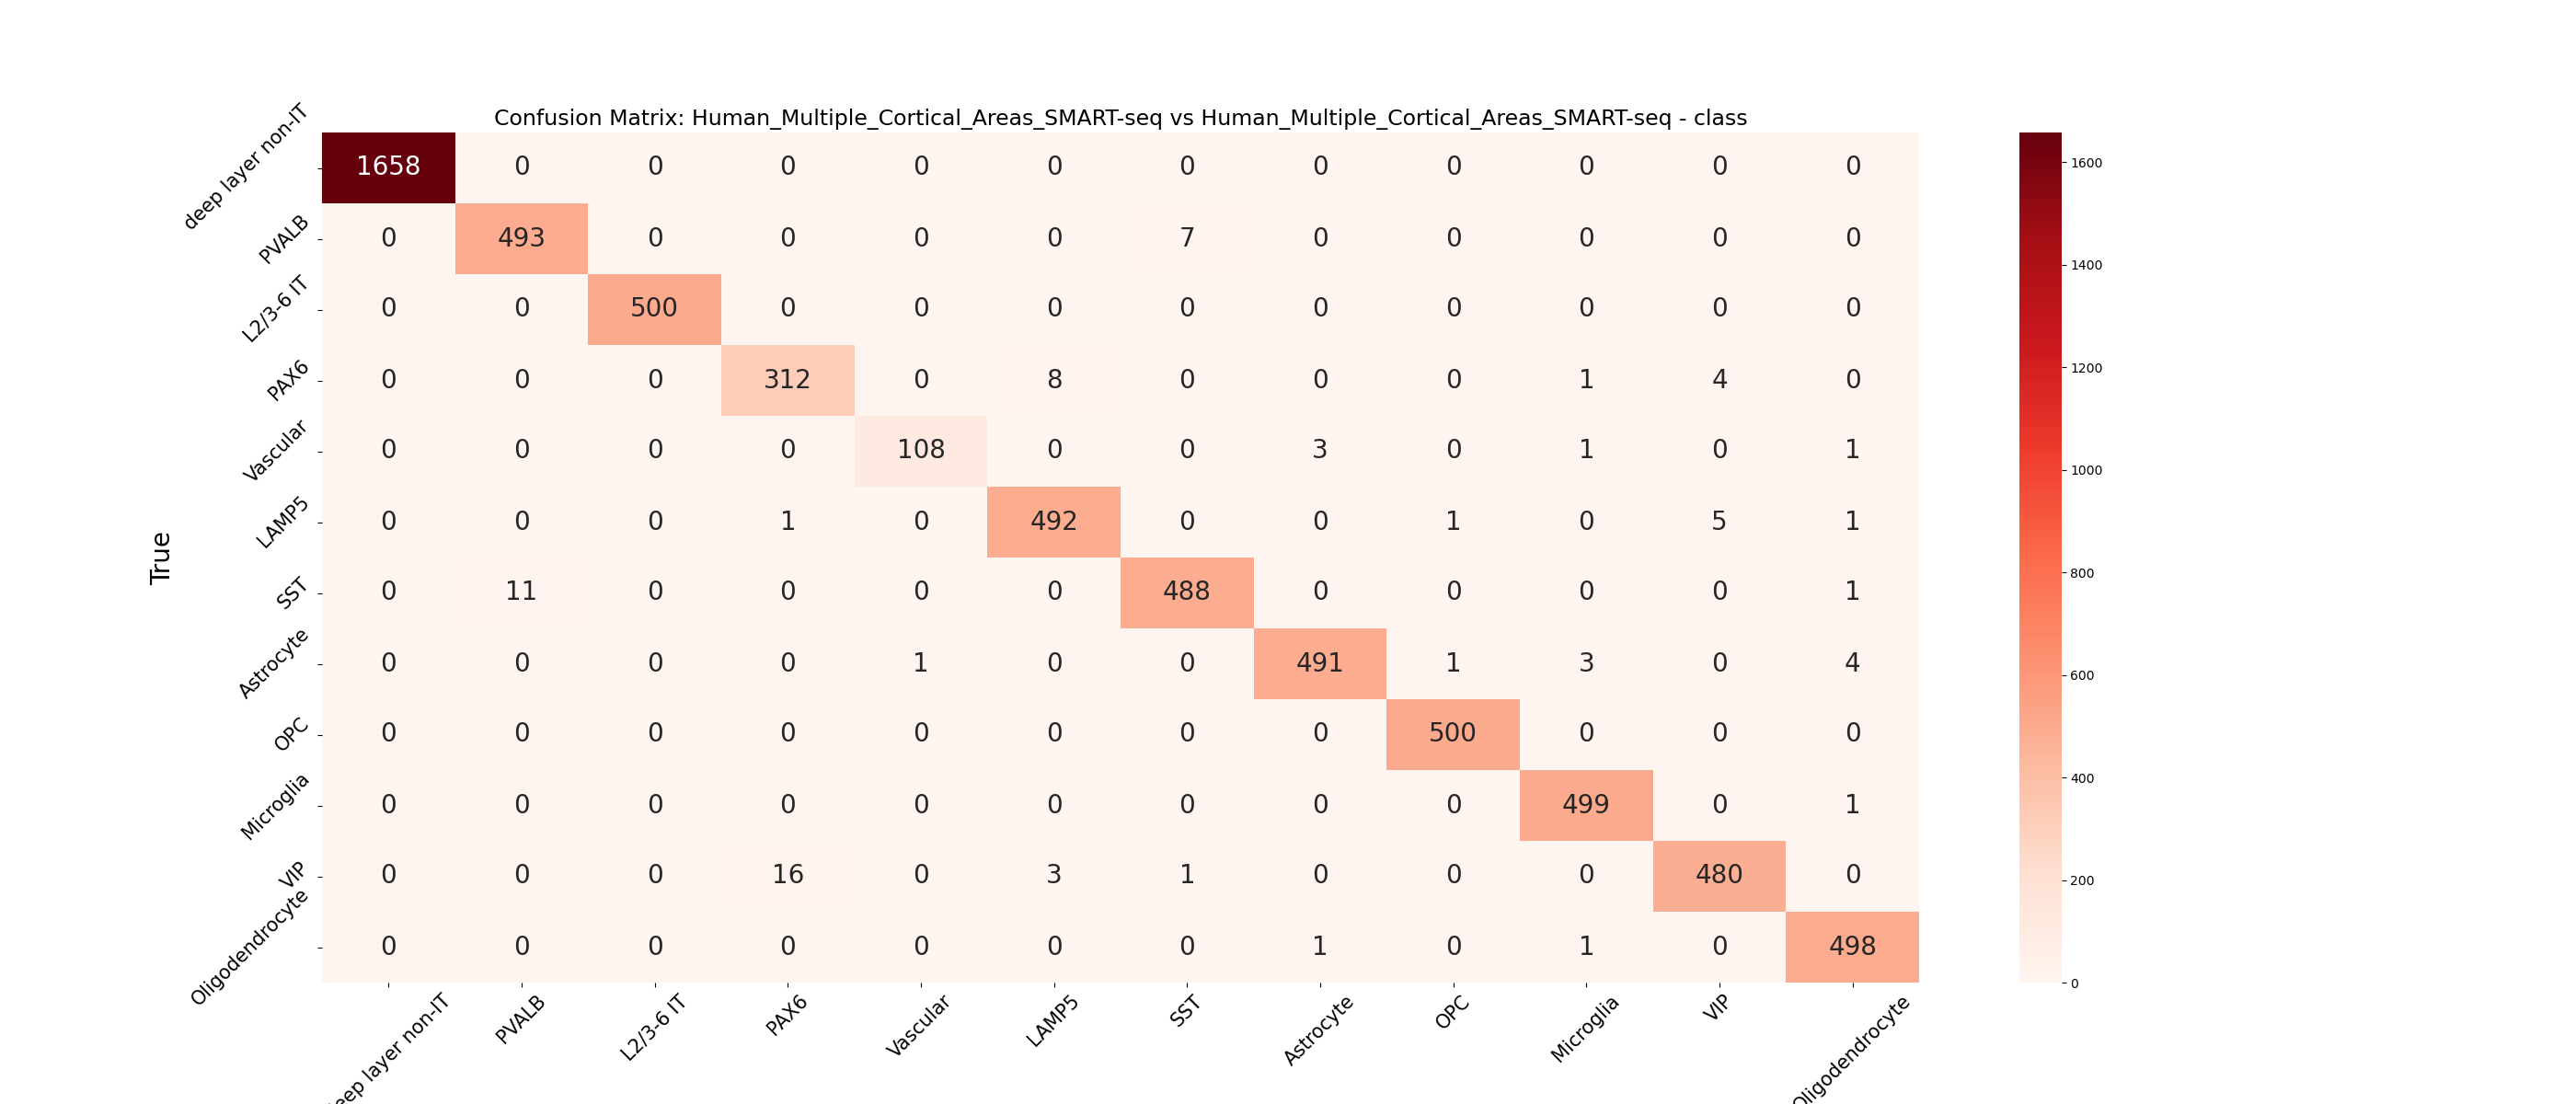 Confusion Matrix: Human_Multiple_Cortical_Areas_SMART-seq vs Human_Multiple_Cortical_Areas_SMART-seq - class
True
deep layer non-IT 1658 0 0 0 0 0 0 0 0 0 0 0
PVALB 0 493 0 0 0 0 7 0 0 0 0 0
L2/3-6 IT 0 0 500 0 0 0 0 0 0 0 0 0
PAX6 0 0 0 312 0 8 0 0 0 1 4 0
Vascular 0 0 0 0 108 0 0 3 0 1 0 1
LAMP5 0 0 0 1 0 492 0 0 1 0 5 1
SST 0 11 0 0 0 0 488 0 0 0 0 1
Astrocyte 0 0 0 0 1 0 0 491 1 3 0 4
OPC 0 0 0 0 0 0 0 0 500 0 0 0
Microglia 0 0 0 0 0 0 0 0 0 499 0 1
VIP 0 0 0 16 0 3 1 0 0 0 480 0
Oligodendrocyte 0 0 0 0 0 0 0 1 0 1 0 498
eep layer non-IT PVALB L2/3-6 IT PAX6 Vascular LAMP5 SST Astrocyte OPC Microglia VIP Oligodendrocyte
1600
1400
1200
1000
800
600
400
200
0